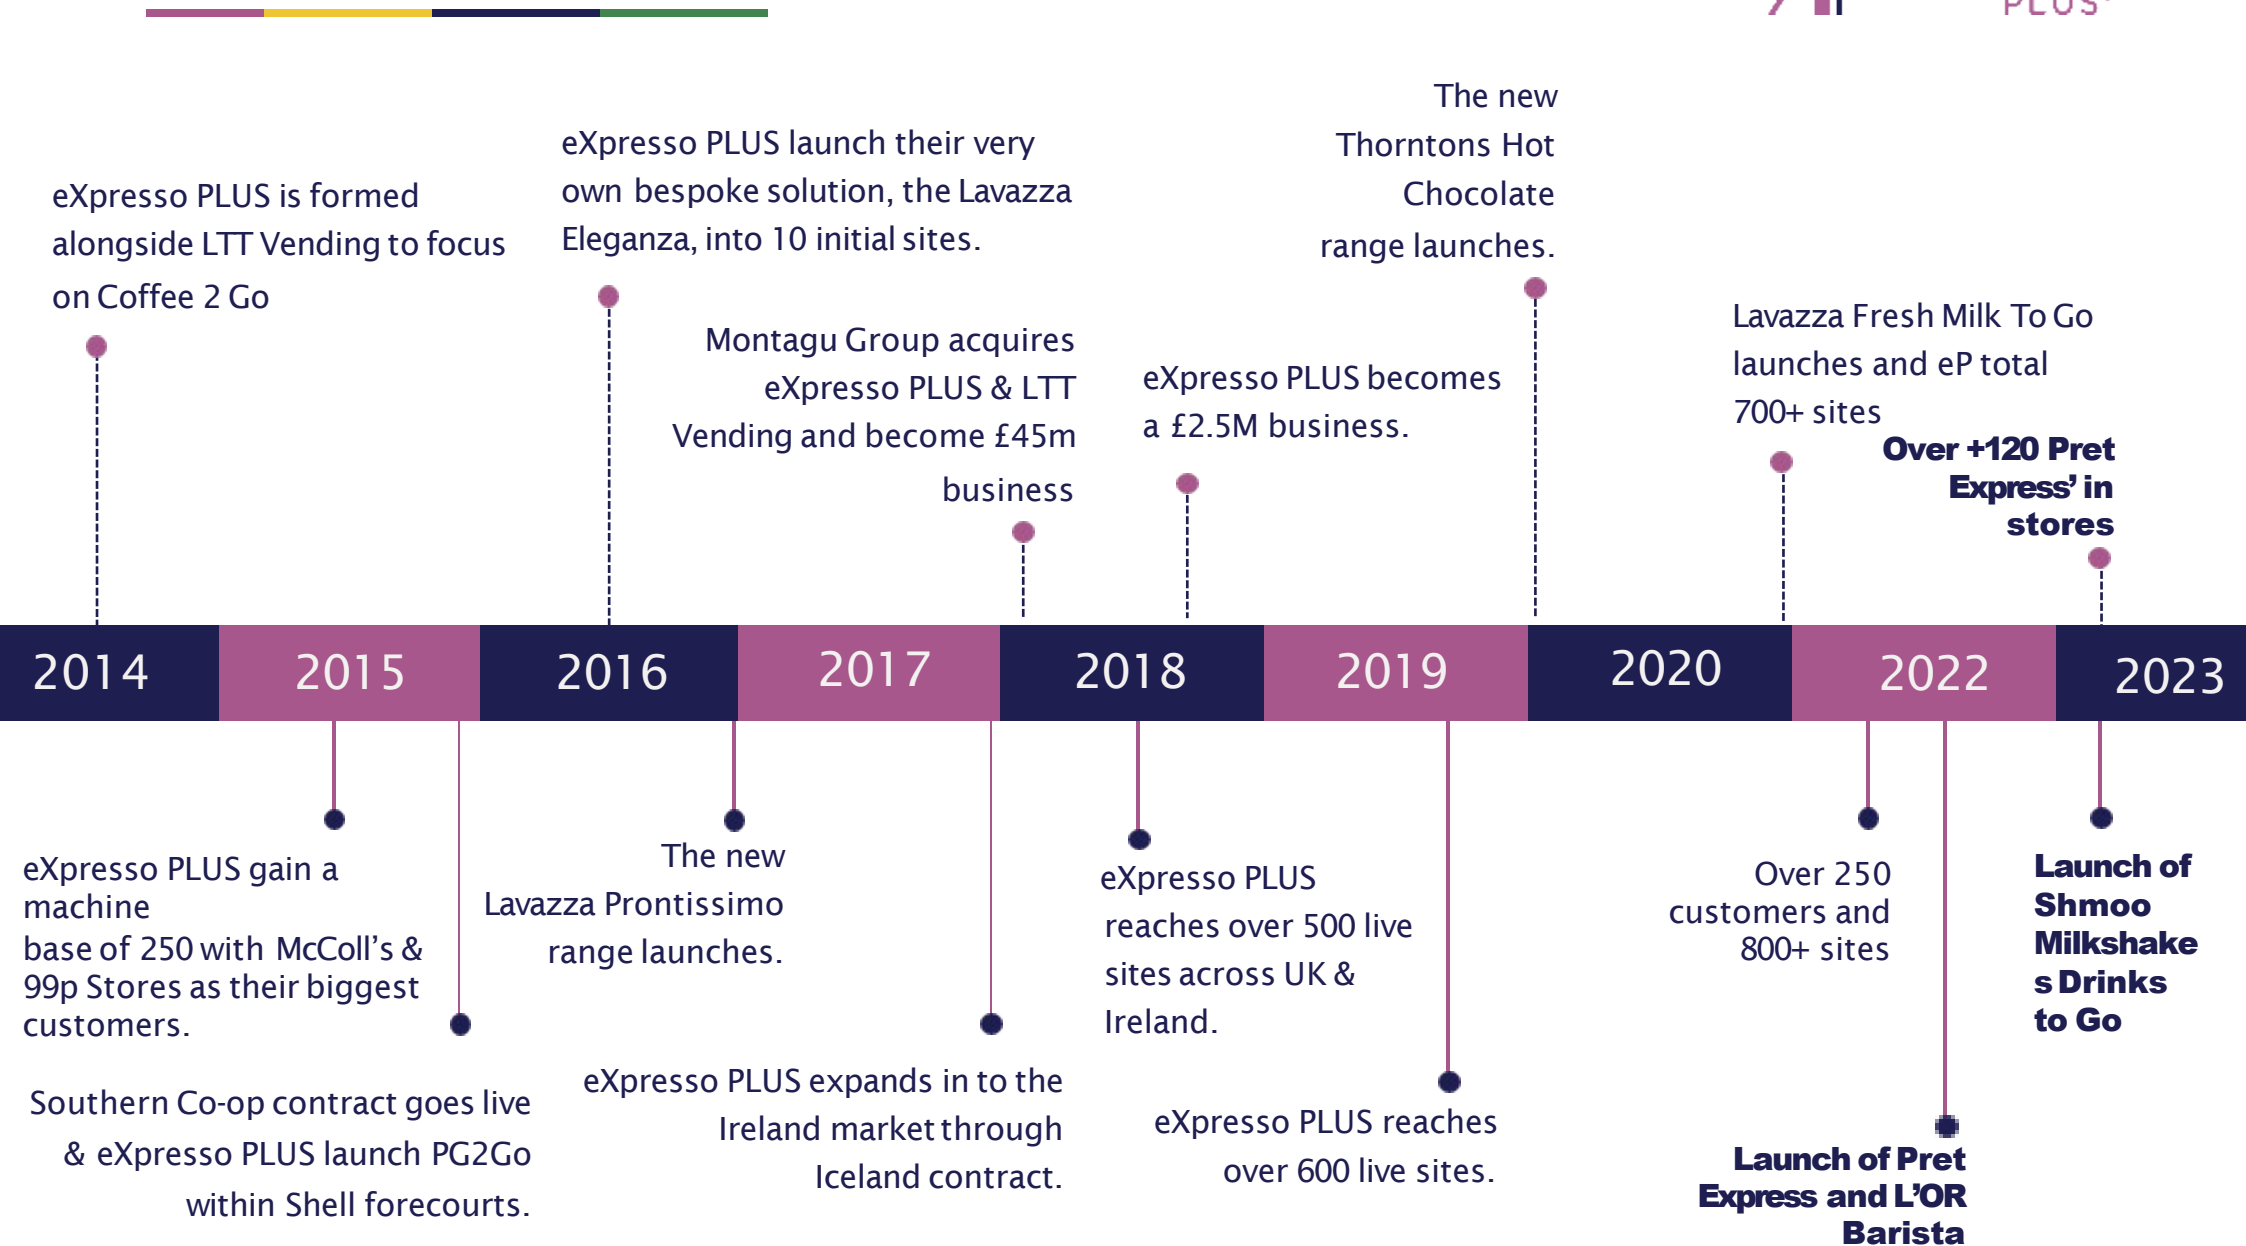 PLUS
eXpresso PLUS is formed
alongside LTT Vending to focus
on Coffee 2 Go
eXpresso PLUS launch their very
own bespoke solution, the Lavazza
Eleganza, into 10 initial sites.
Montagu Group acquires
eXpresso PLUS & LTT
Vending and become £45m
business
eXpresso PLUS becomes
a £2.5M business.
The new
Thorntons Hot
Chocolate
range launches.
Lavazza Fresh Milk To Go
launches and eP total
700+ sites
Over +120 Pret
Express’ in
stores
2014
2015
2016
2017
2018
2019
2020
2022
2023
eXpresso PLUS gain a
machine
base of 250 with McColl’s &
99p Stores as their biggest
customers.
Southern Co-op contract goes live
& eXpresso PLUS launch PG2Go
within Shell forecourts.
The new
Lavazza Prontissimo
range launches.
eXpresso PLUS expands in to the
Ireland market through
Iceland contract.
eXpresso PLUS
reaches over 500 live
sites across UK &
Ireland.
eXpresso PLUS reaches
over 600 live sites.
Over 250
customers and
800+ sites
Launch of Pret
Express and L’OR
Barista
Launch of
Shmoo
Milkshake
s Drinks
to Go